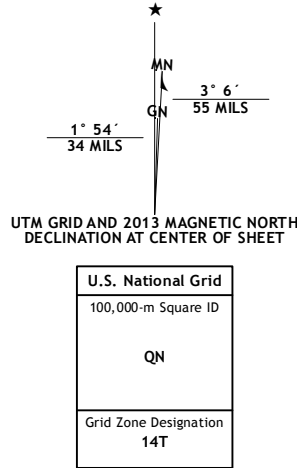 ★
MN
3° 6´
55 MILS
GN
1° 54´
34 MILS
UTM GRID AND 2013 MAGNETIC NORTH
DECLINATION AT CENTER OF SHEET
U.S. National Grid
100,000-m Square ID
QN
Grid Zone Designation
14T